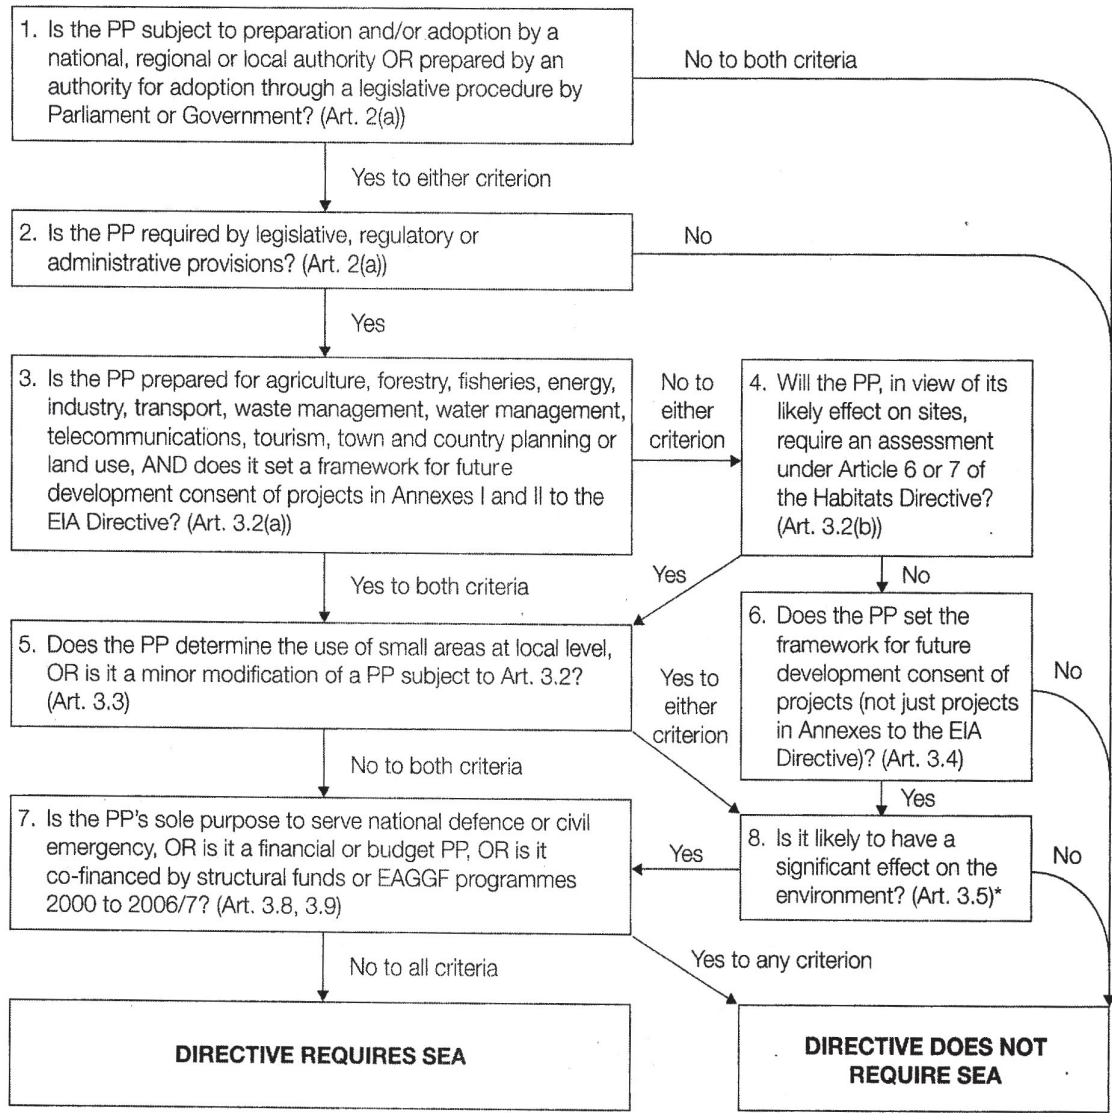 1. Is the PP subject to preparation and/or adoption by a
national, regional or local authority OR prepared by an
authority for adoption through a legislative procedure by
Parliament or Government? (Art. 2(a))
No to both criteria
Yes to either criterion
2. Is the PP required by legislative, regulatory or
administrative provisions? (Art. 2(a))
No
Yes
3. Is the PP prepared for agriculture, forestry, fisheries, energy,
industry, transport, waste management, water management,
telecommunications, tourism, town and country planning or
land use, AND does it set a framework for future
development consent of projects in Annexes I and II to the
EIA Directive? (Art. 3.2(a))
No to
either
criterion
4. Will the PP, in view of its
likely effect on sites,
require an assessment
under Article 6 or 7 of
the Habitats Directive?
(Art. 3.2(b))
Yes to both criteria
Yes
No
5. Does the PP determine the use of small areas at local level,
OR is it a minor modification of a PP subject to Art. 3.2?
(Art. 3.3)
Yes to
either
criterion
6. Does the PP set the
framework for future
development consent of
projects (not just projects
in Annexes to the EIA
Directive)? (Art. 3.4)
No
No to both criteria
Yes
7. Is the PP's sole purpose to serve national defence or civil
emergency, OR is it a financial or budget PP, OR is it
co-financed by structural funds or EAGGF programmes
2000 to 2006/7? (Art. 3.8, 3.9)
Yes
8. Is it likely to have a
significant effect on the
environment? (Art. 3.5)*
No
No to all criteria
Yes to any criterion
DIRECTIVE REQUIRES SEA
DIRECTIVE DOES NOT
REQUIRE SEA